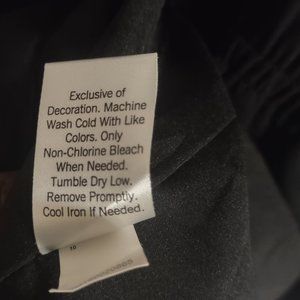 Exclusive of
Decoration. Machine
Wash Cold With Like
Colors. Only
Non-Chlorine Bleach
When Needed.
Tumble Dry Low.
Remove Promptly.
Cool Iron If Needed.